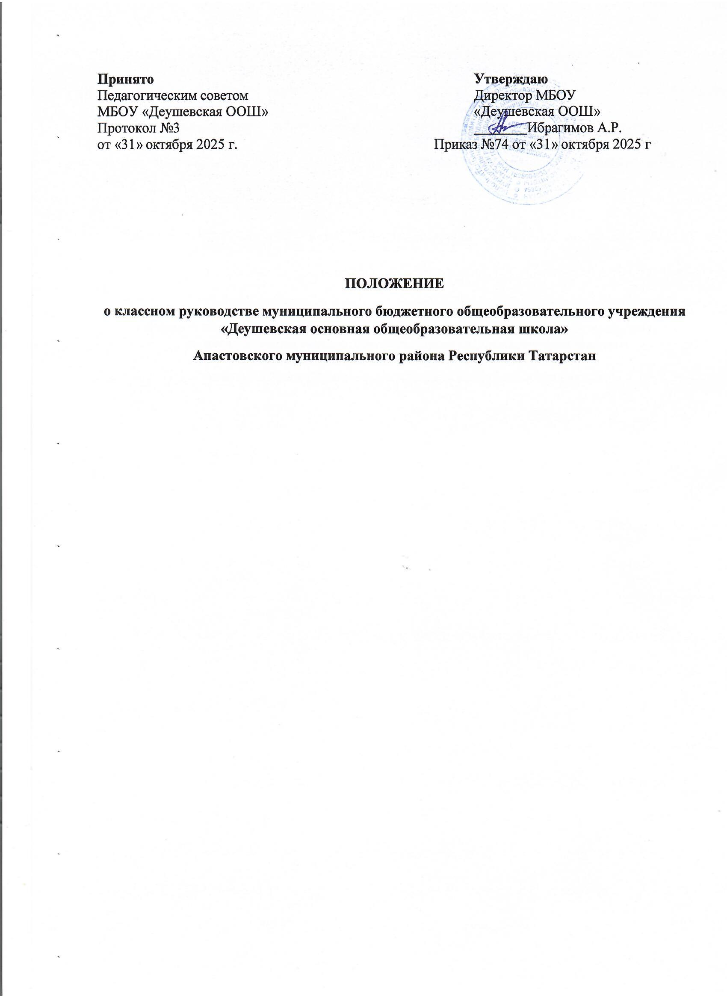 Принято
Педагогическим советом
МБОУ «Деушевская ООШ»
Протокол №3
от «31» октября 2025 г.
Утверждаю
Директор МБОУ
«Деушевская ООШ»
Ибрагимов А.Р.
Приказ №74 от «31» октября 2025 г
ПОЛОЖЕНИЕ
о классном руководстве муниципального бюджетного общеобразовательного учреждения
«Деушевская основная общеобразовательная школа»
Апастовского муниципального района Республики Татарстан